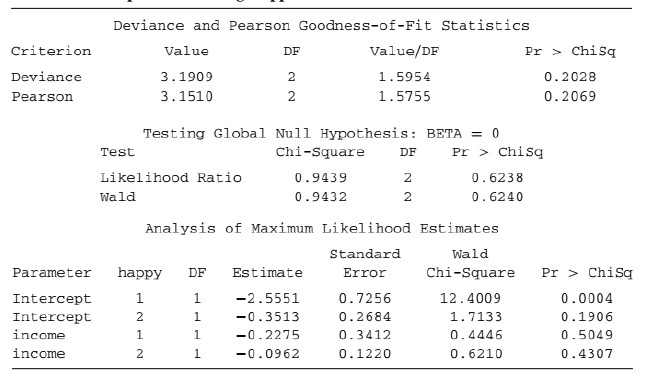 Deviance and Pearson Goodness-of-Fit Statistics
Criterion Value DF Value/DF Pr > ChiSq
Deviance 3.1909 2 1.5954 0.2028
Pearson 3.1510 2 1.5755 0.2069
Testing Global Null Hypothesis: BETA = 0
Test Chi-Square DF Pr > ChiSq
Likelihood Ratio 0.9439 2 0.6238
Wald 0.9432 2 0.6240
Analysis of Maximum Likelihood Estimates
Standard Wald
Parameter happy DF Estimate Error Chi-Square Pr > ChiSq
Intercept 1 1 −2.5551 0.7256 12.4009 0.0004
Intercept 2 1 −0.3513 0.2684 1.7133 0.1906
income 1 1 −0.2275 0.3412 0.4446 0.5049
income 2 1 −0.0962 0.1220 0.6210 0.4307